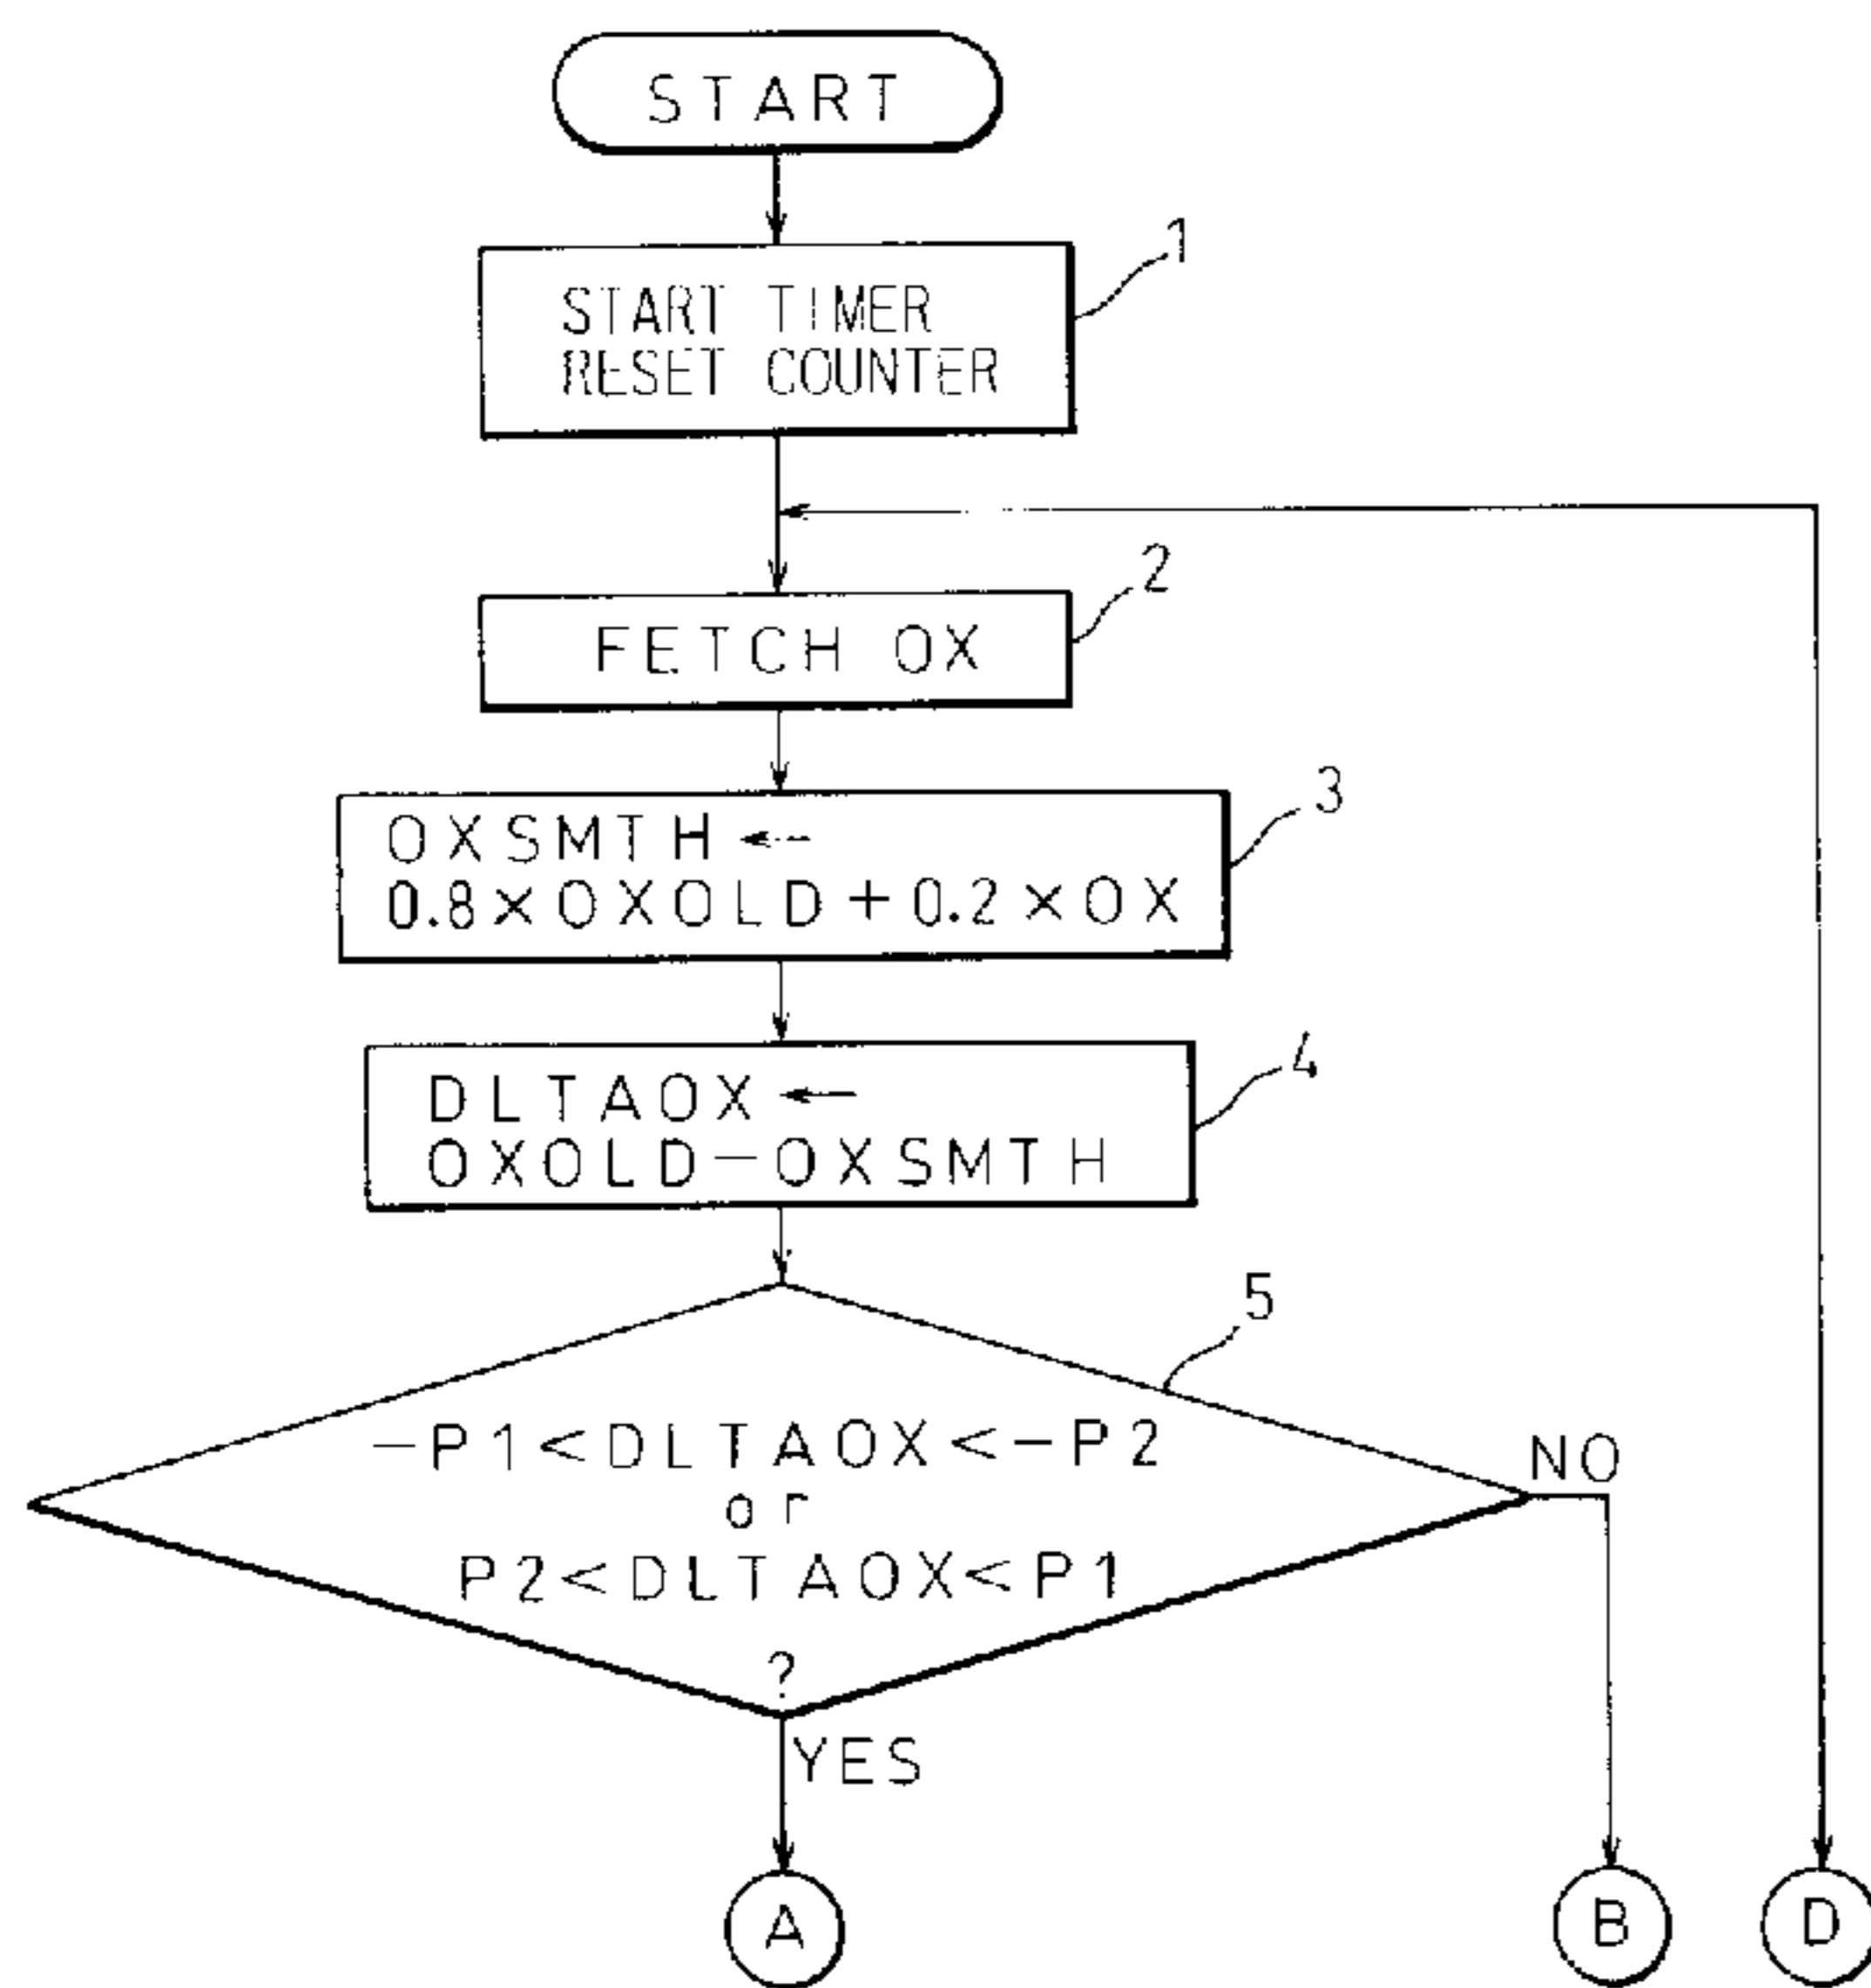 START
1
START TIMER
RESET COUNTER
2
FETCH OX
3
OXSMTH ←
0.8×OXOLD+0.2×OX
4
DLTAOX ←
OXOLD-OXSMTH
5
-P1<DLTAOX<-P2
or
P2<DLTAOX<P1
?
NO
YES
A
B
D